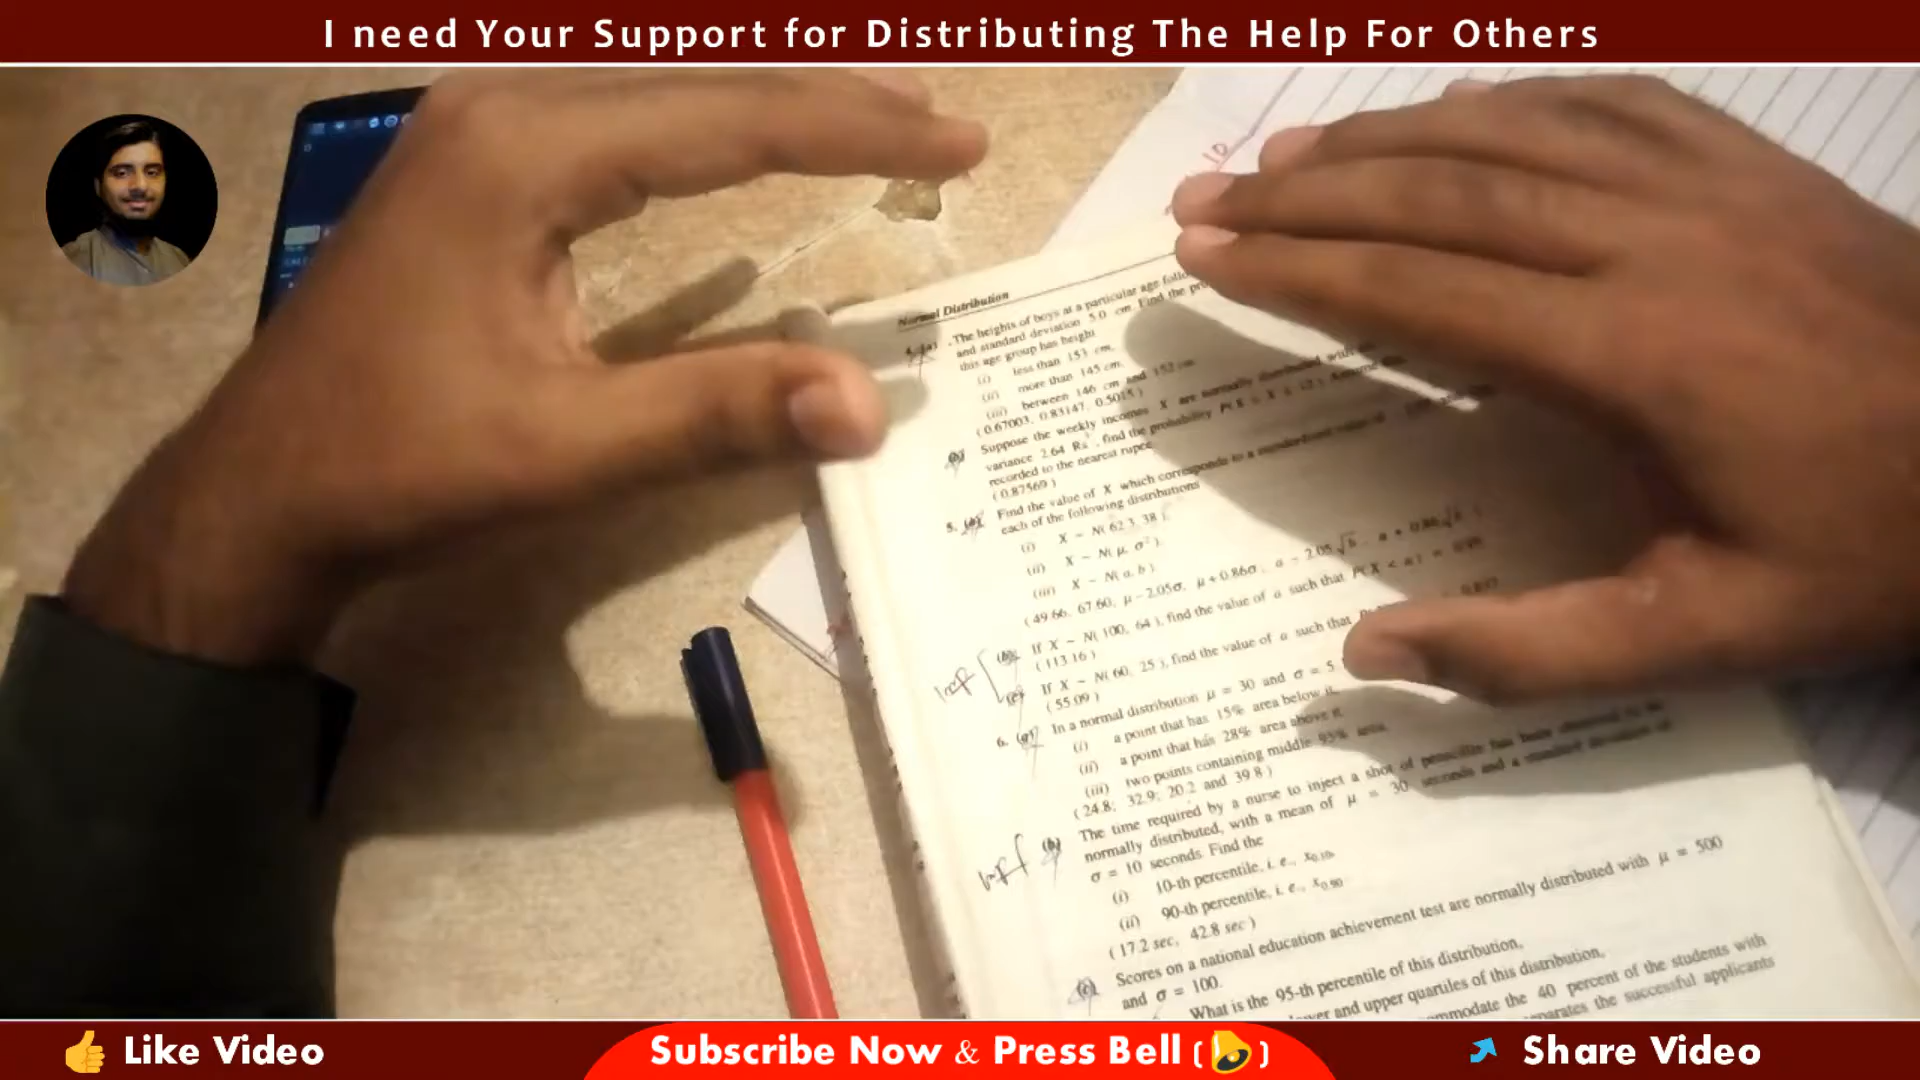 I need Your Support for Distributing The Help For Others
10
Normal Distribution
4. (a) The heights of boys at a particular age
and standard deviation 5.0 cm. Find the
this age group has height
(i) less than 153 cm,
(ii) more than 145 cm,
(iii) between 146 cm and 152 cm
(0.67003, 0.83147, 0.5015)
(b) Suppose the weekly incomes X are normally distributed with
variance 2.64 Rs², find the probability
recorded to the nearest rupee.
(0.87569)
5. (a) Find the value of X which corresponds to a standardized value of
each of the following distributions
(i) X ~ N(62.3, 38).
(ii) X ~ N(μ, σ²).
(iii) X ~ N(a, b)
(49.66, 67.60, μ−2.05σ, μ+0.86σ, a − 2.05√b, a + 0.86√b)
(b) If X ~ N(100, 64), find the value of a such that P(X < a) =
(113.16)
(c) If X ~ N(60, 25), find the value of a such that
(55.09)
imp
6. (a) In a normal distribution μ = 30 and σ = 5
(i) a point that has 15% area below it,
(ii) a point that has 28% area above it,
(iii) two points containing middle 95% area.
(24.8; 32.9; 20.2 and 39.8)
imp
(b) The time required by a nurse to inject a shot of penicillin has been observed to be
normally distributed, with a mean of μ = 30 seconds and a standard deviation of
σ = 10 seconds. Find the
(i) 10-th percentile, i. e., x0.10.
(ii) 90-th percentile, i. e., x0.90
(17.2 sec, 42.8 sec)
(c) Scores on a national education achievement test are normally distributed with μ = 500
and σ = 100.
What is the 95-th percentile of this distribution,
and upper quartiles of this distribution,
the 40 percent of the students with
the successful applicants
👍 Like Video
Subscribe Now & Press Bell (🔔)
Share Video